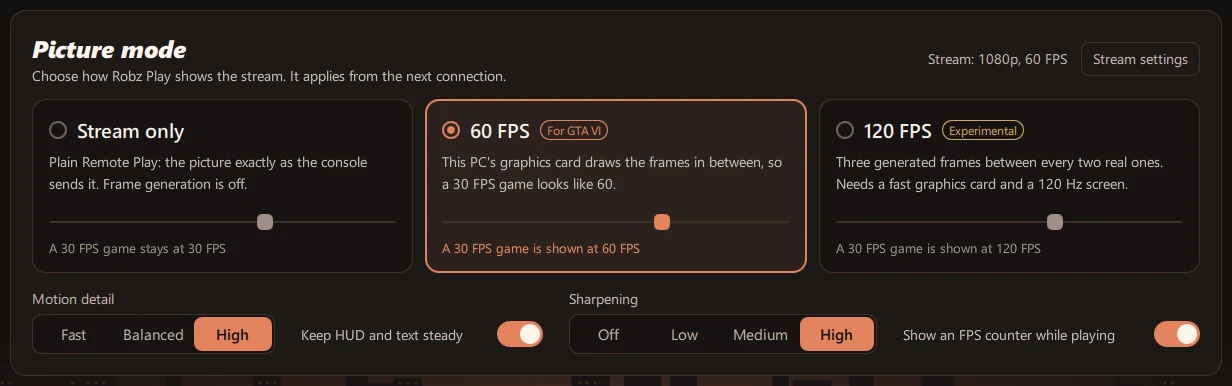 Picture mode
Choose how Robz Play shows the stream. It applies from the next connection.
Stream: 1080p, 60 FPS
Stream settings
Stream only
Plain Remote Play: the picture exactly as the console
sends it. Frame generation is off.
A 30 FPS game stays at 30 FPS
60 FPS
For GTA VI
This PC's graphics card draws the frames in between, so
a 30 FPS game looks like 60.
A 30 FPS game is shown at 60 FPS
120 FPS
Experimental
Three generated frames between every two real ones.
Needs a fast graphics card and a 120 Hz screen.
A 30 FPS game is shown at 120 FPS
Motion detail
Fast
Balanced
High
Keep HUD and text steady
Sharpening
Off
Low
Medium
High
Show an FPS counter while playing